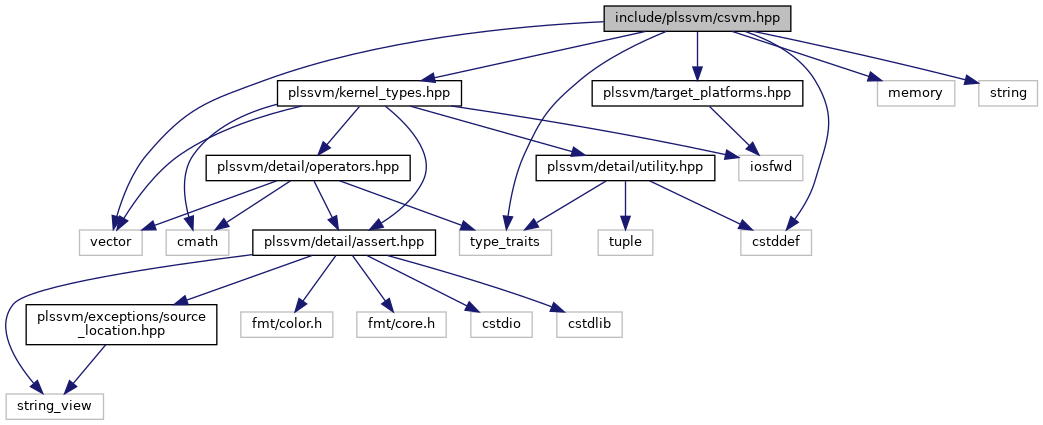 include/plssvm/csvm.hpp
plssvm/kernel_types.hpp
plssvm/target_platforms.hpp
memory
string
plssvm/detail/operators.hpp
plssvm/detail/utility.hpp
iosfwd
vector
cmath
plssvm/detail/assert.hpp
type_traits
tuple
cstddef
plssvm/exceptions/source
_location.hpp
fmt/color.h
fmt/core.h
cstdio
cstdlib
string_view